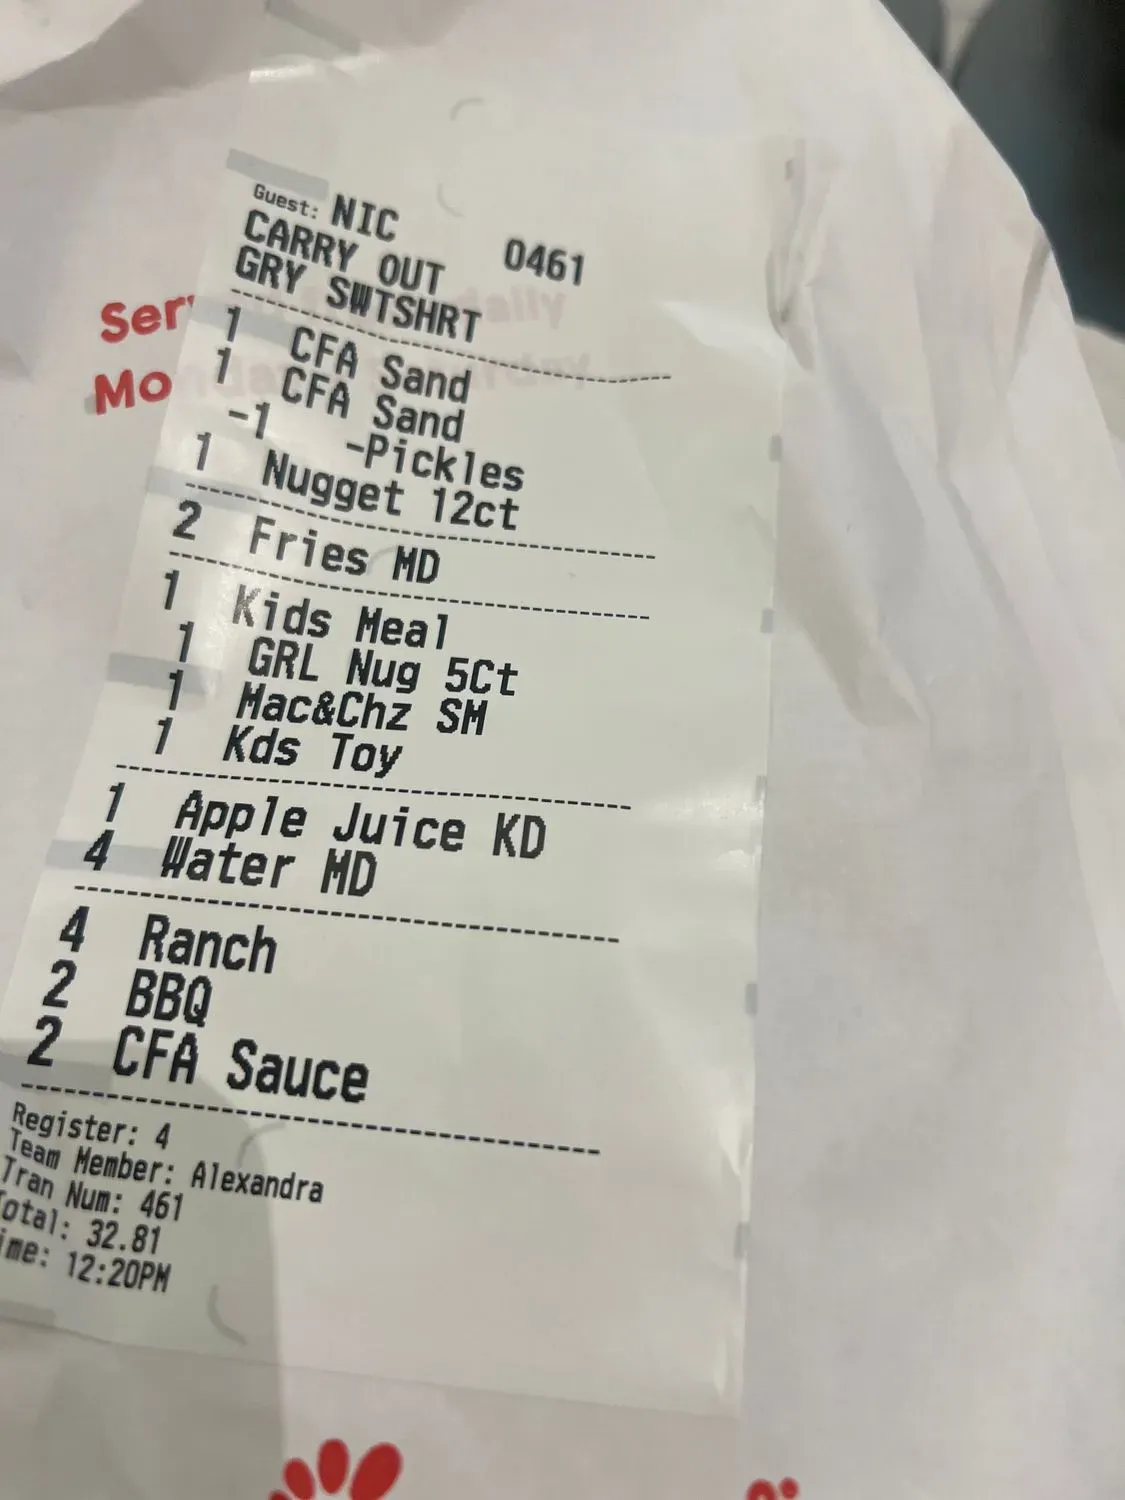 Guest: NIC 0461
CARRY OUT
GRY SWTSHRT
Ser daily
Mo
1 CFA Sand
1 CFA Sand
-1 -Pickles
1 Nugget 12ct
2 Fries MD
1 Kids Meal
1 GRL Nug 5Ct
1 Mac&Chz SM
1 Kds Toy
1 Apple Juice KD
4 Water MD
4 Ranch
2 BBQ
2 CFA Sauce
Register: 4
Team Member: Alexandra
Tran Num: 461
otal: 32.81
ime: 12:20PM